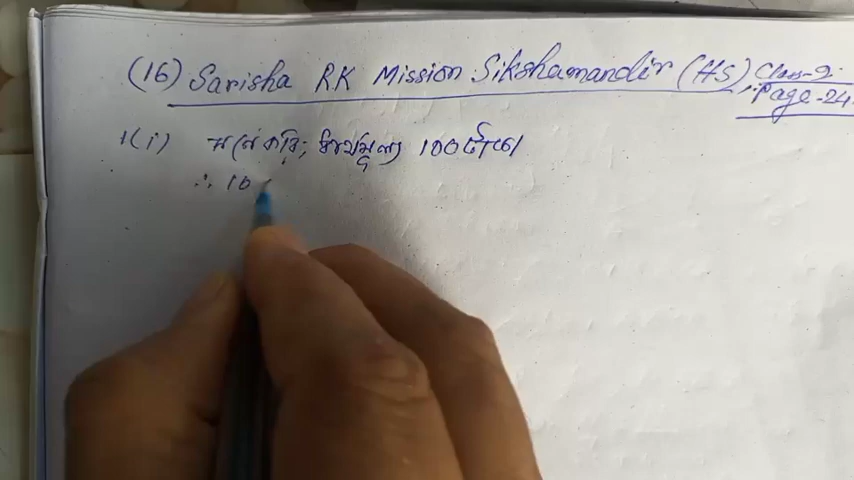 (16) Sarisha RK Mission Sikshamandir (HS), Class-9.
Page-24.
1(i) মনে করি, ক্রয়মূল্য 100 টাকা
∴ 10